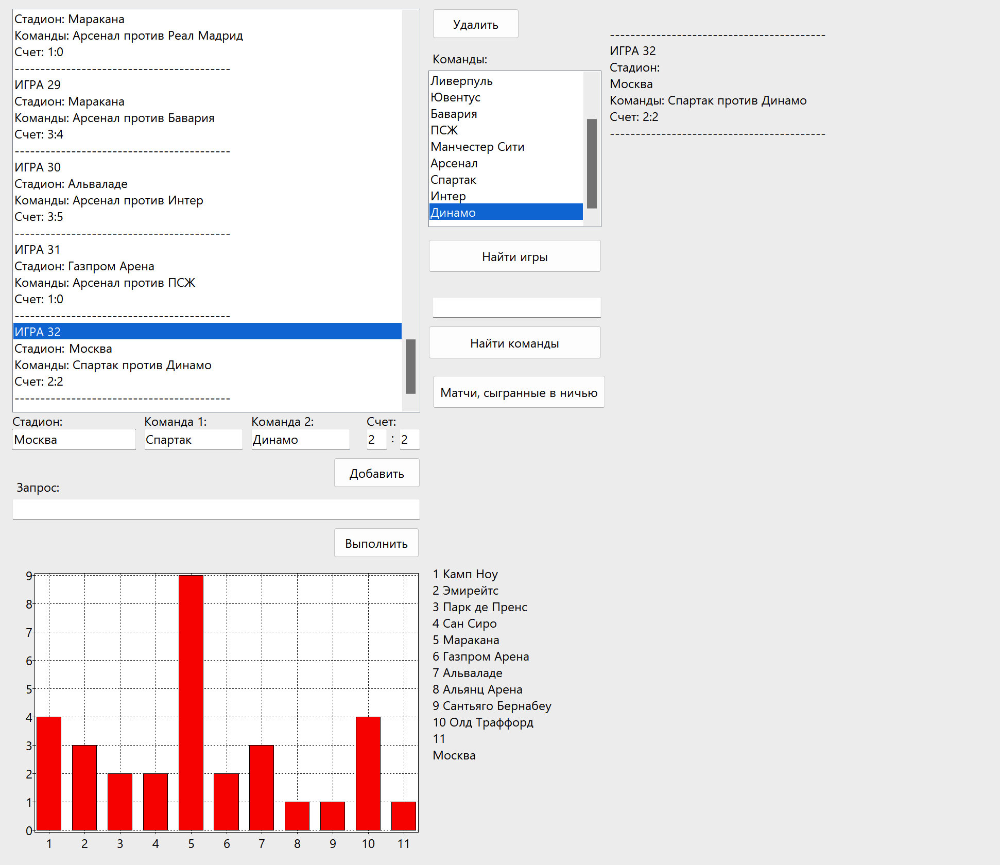 Стадион: Маракана
Команды: Арсенал против Реал Мадрид
Счет: 1:0
------------------------------------------
ИГРА 29
Стадион: Маракана
Команды: Арсенал против Бавария
Счет: 3:4
------------------------------------------
ИГРА 30
Стадион: Альваладе
Команды: Арсенал против Интер
Счет: 3:5
------------------------------------------
ИГРА 31
Стадион: Газпром Арена
Команды: Арсенал против ПСЖ
Счет: 1:0
------------------------------------------
ИГРА 32
Стадион: Москва
Команды: Спартак против Динамо
Счет: 2:2
------------------------------------------
Удалить
Команды:
Ливерпуль
Ювентус
Бавария
ПСЖ
Манчестер Сити
Арсенал
Спартак
Интер
Динамо
Найти игры
Найти команды
Матчи, сыгранные в ничью
------------------------------------------
ИГРА 32
Стадион:
Москва
Команды: Спартак против Динамо
Счет: 2:2
------------------------------------------
Стадион: Команда 1: Команда 2: Счет:
Москва Спартак Динамо 2 : 2
Добавить
Запрос:
Выполнить
9
8
7
6
5
4
3
2
1
0
1 2 3 4 5 6 7 8 9 10 11
1 Камп Ноу
2 Эмирейтс
3 Парк де Пренс
4 Сан Сиро
5 Маракана
6 Газпром Арена
7 Альваладе
8 Альянц Арена
9 Сантьяго Бернабеу
10 Олд Траффорд
11
Москва